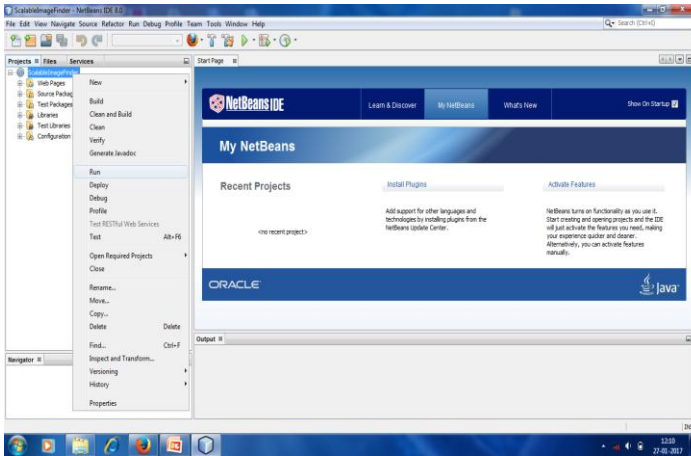 ScalableImageFinder - NetBeans IDE 8.0
File Edit View Navigate Source Refactor Run Debug Profile Team Tools Window Help
Search (Ctrl+I)
Projects Files Services
Start Page
ScalableImageFinder
Web Pages
Source Packag
Test Packages
Libraries
Test Libraries
Configuration
New
Build
Clean and Build
Clean
Verify
Generate Javadoc
Run
Deploy
Debug
Profile
Test RESTful Web Services
Test Alt+F6
Open Required Projects
Close
Rename...
Move...
Copy...
Delete Delete
Find... Ctrl+F
Inspect and Transform...
Versioning
History
Properties
Navigator
NetBeans IDE
Learn & Discover My NetBeans What's New Show On Startup
My NetBeans
Recent Projects
<no recent project>
Install Plugins
Add support for other languages and
technologies by installing plugins from the
NetBeans Update Center.
Activate Features
NetBeans turns on functionality as you use it.
Start creating and opening projects and the IDE
will just activate the features you need, making
your experience quicker and cleaner.
Alternatively, you can activate features
manually.
ORACLE
Java
Output
12:10
27-01-2017